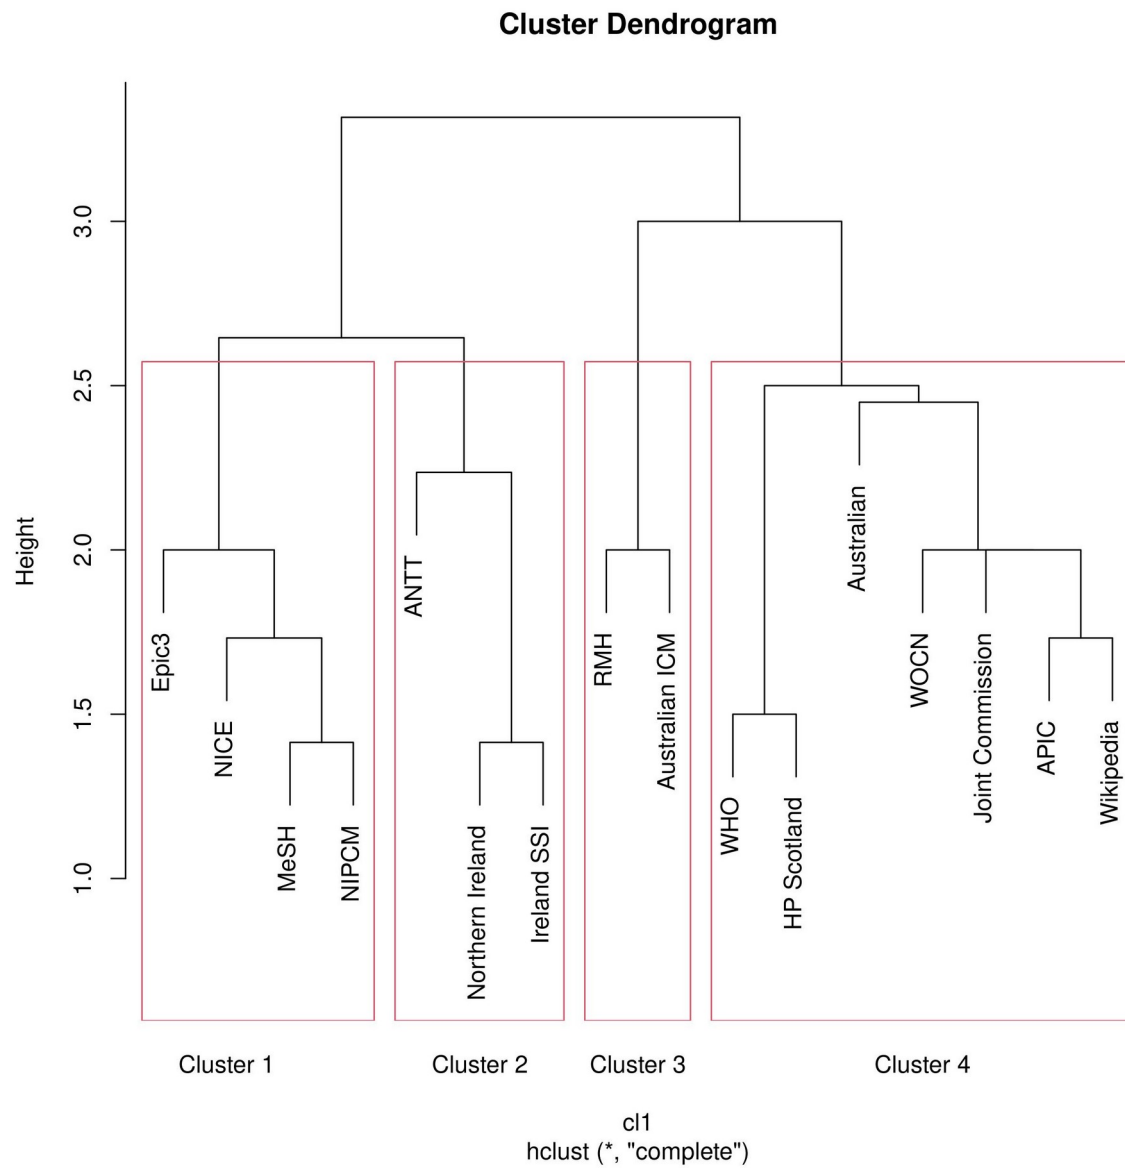 Cluster Dendrogram
Height
3.0
2.5
2.0
1.5
1.0
Epic3
NICE
MeSH
NIPCM
ANTT
Northern Ireland
Ireland SSI
RMH
Australian ICM
WHO
HP Scotland
Australian
WOCN
Joint Commission
APIC
Wikipedia
Cluster 1
Cluster 2
Cluster 3
Cluster 4
cl1
hclust (*, "complete")